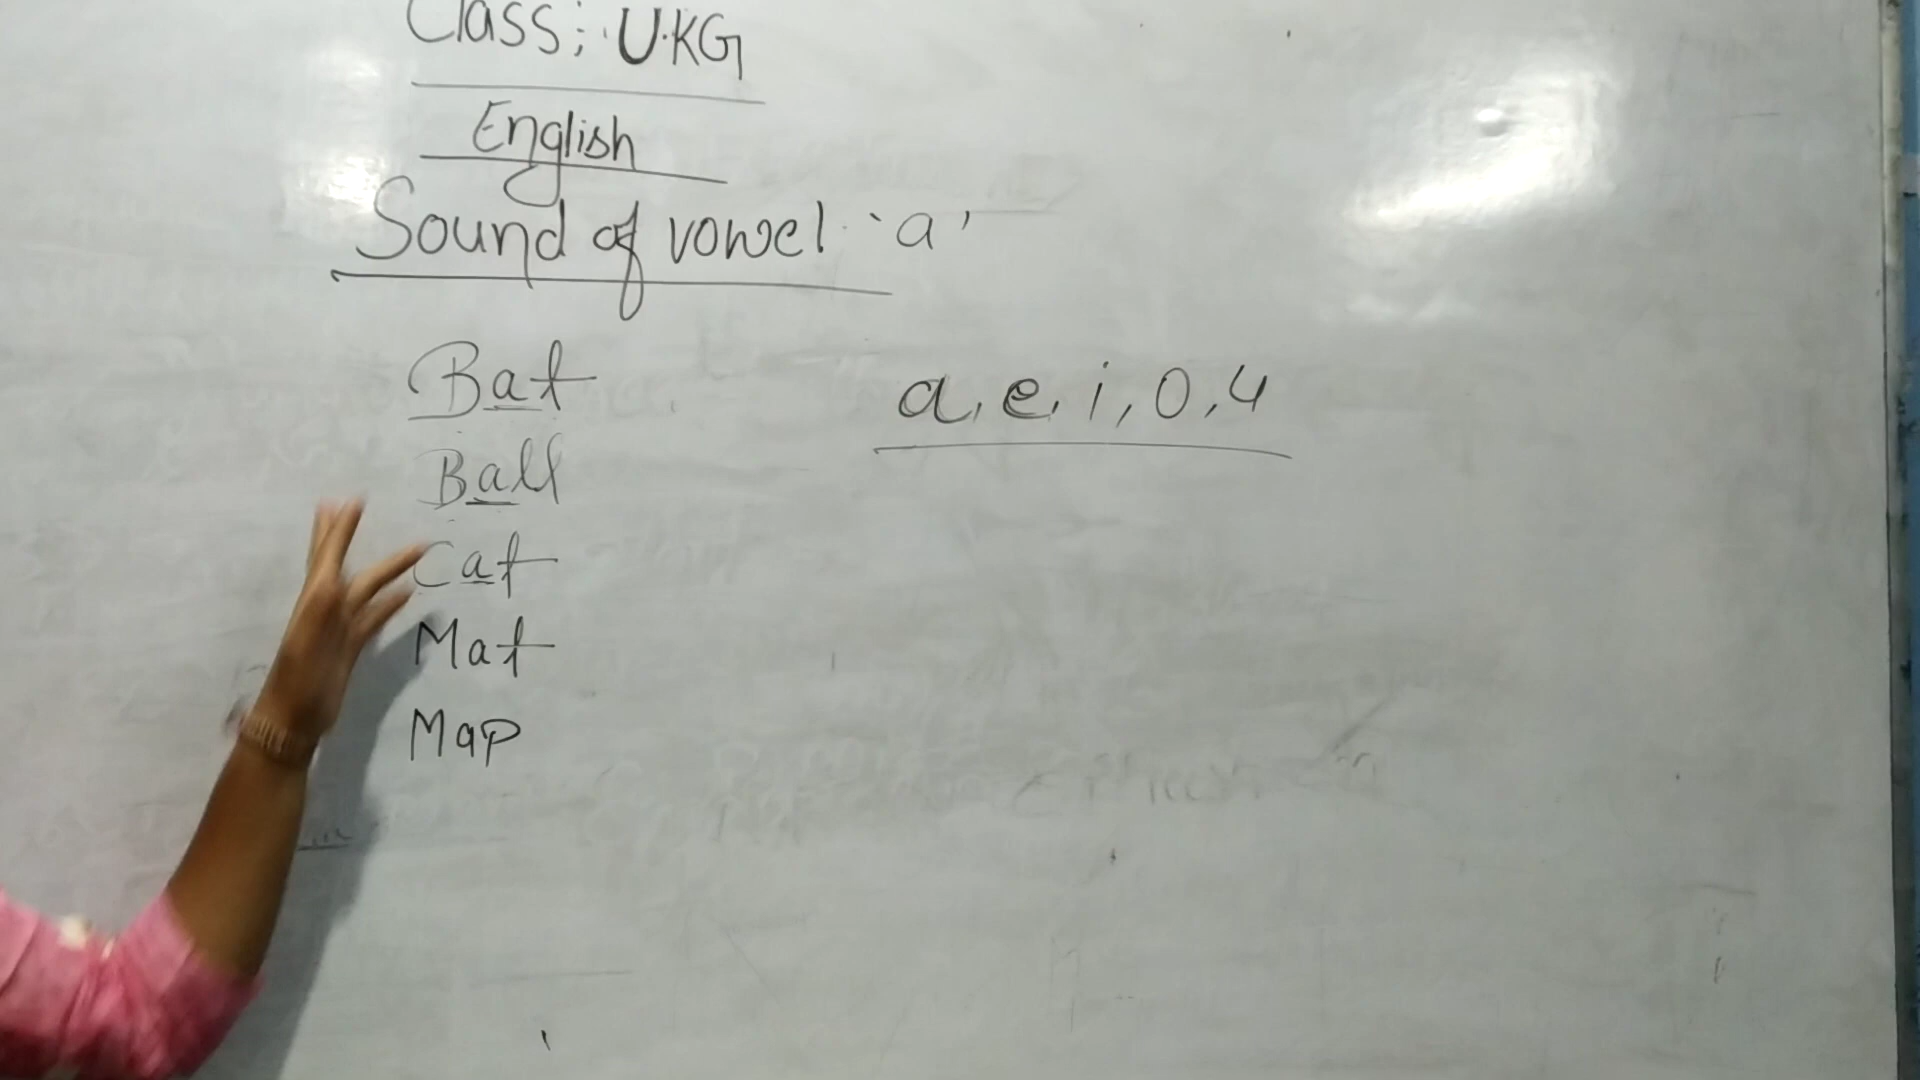 Class; U.KG
English
Sound of vowel 'a'
Bat
a, e, i, o, u
Ball
Cat
Mat
Map